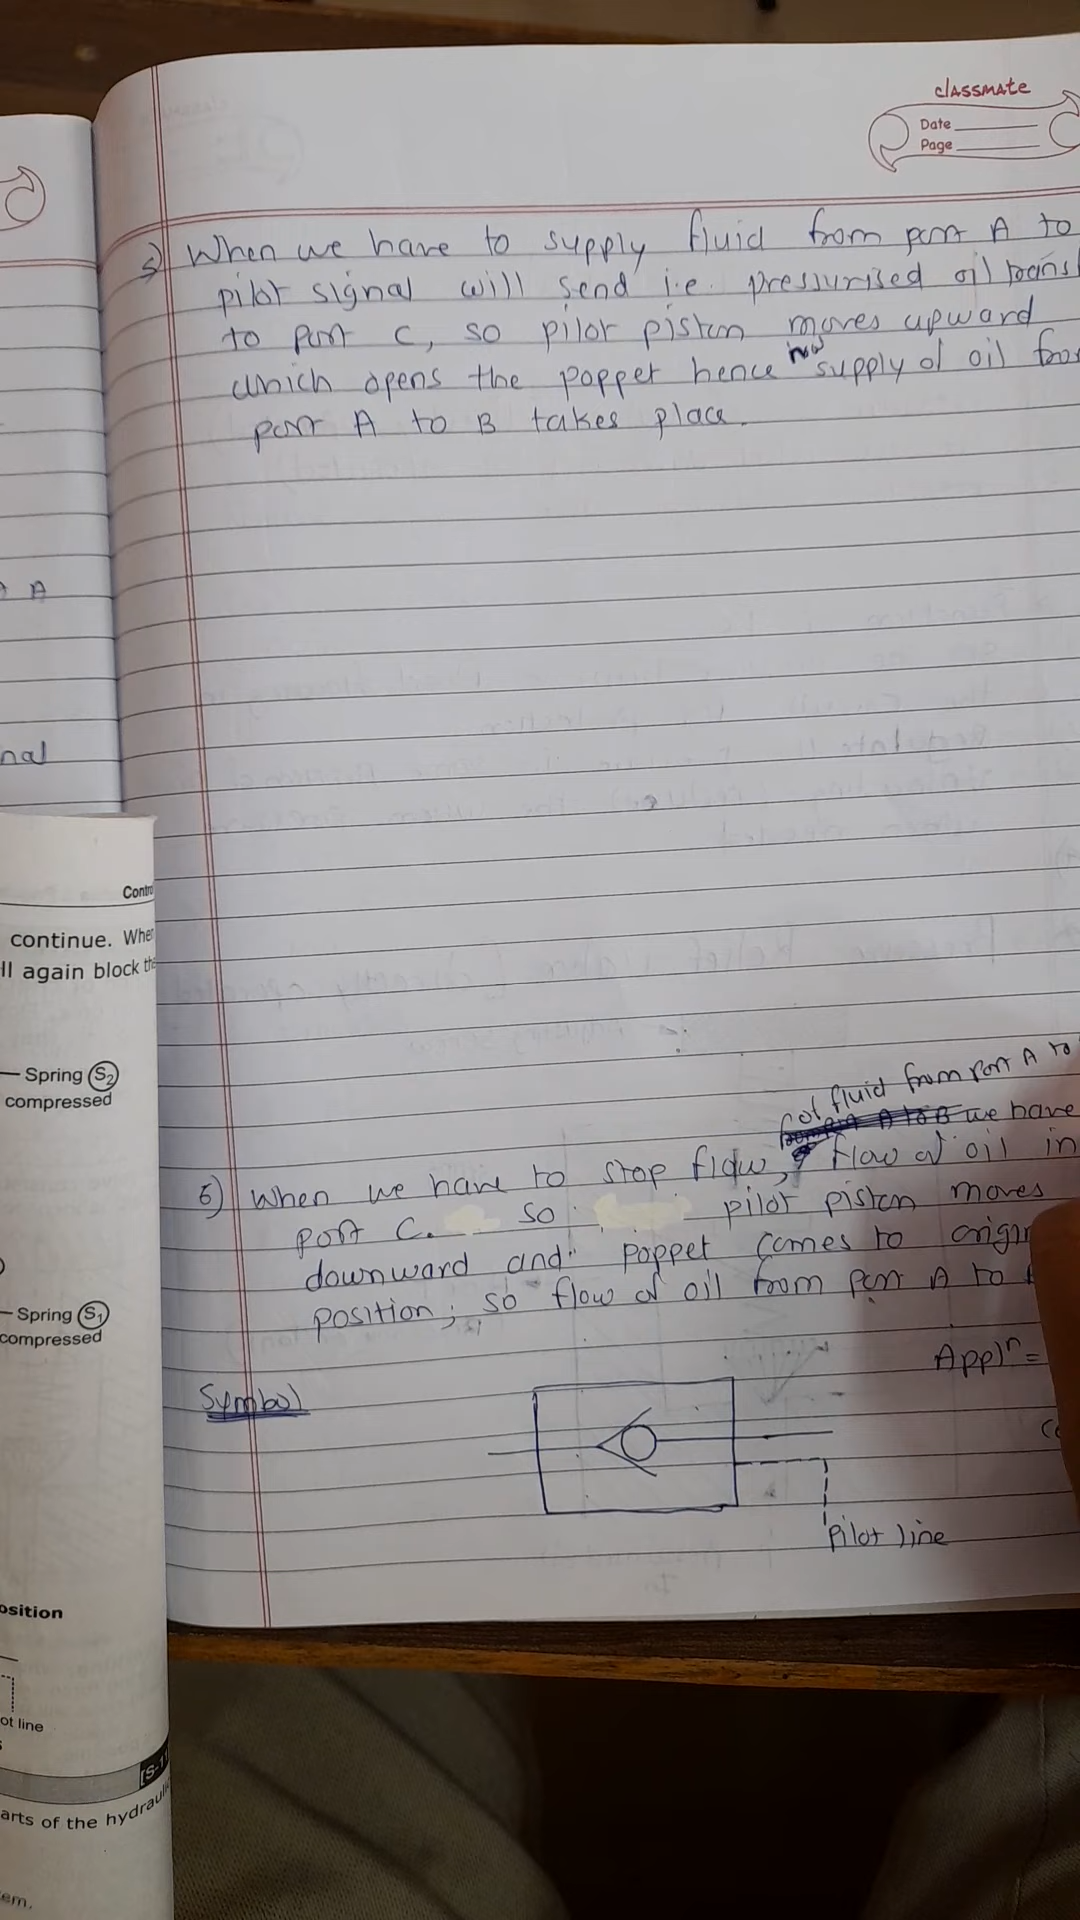 classmate
Date
Page
5) When we have to supply fluid from port A to
pilot signal will send i.e. pressurised oil
to port C, so pilot piston moves upward
which opens the poppet hence now supply of oil
port A to B takes place.
A
nal
Contro
continue. Whe
ll again block the
Spring S2
compressed
Spring S1
compressed
osition
ot line
[S-1
arts of the hydrauli
em.
of fluid from port A to
we have
6) When we have to stop flow, flow of oil in
port C. so pilot piston moves
downward and poppet comes to
position, so flow of oil from port A to
Applⁿ =
Symbol
Pilot line